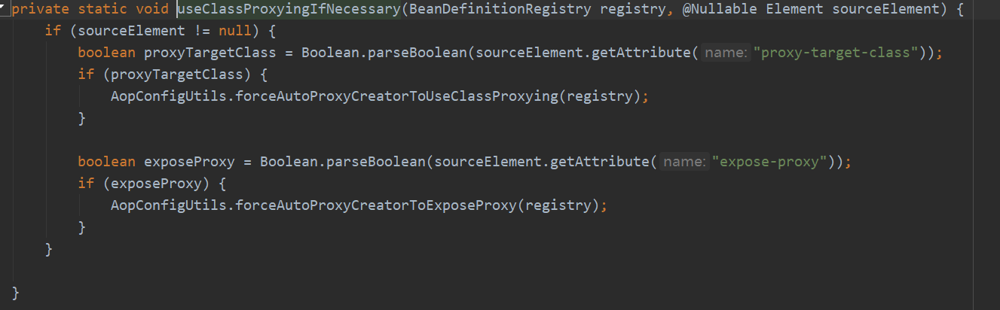 private static void useClassProxyingIfNecessary(BeanDefinitionRegistry registry, @Nullable Element sourceElement) {
if (sourceElement != null) {
boolean proxyTargetClass = Boolean.parseBoolean(sourceElement.getAttribute( name: "proxy-target-class"));
if (proxyTargetClass) {
AopConfigUtils.forceAutoProxyCreatorToUseClassProxying(registry);
}
boolean exposeProxy = Boolean.parseBoolean(sourceElement.getAttribute( name: "expose-proxy"));
if (exposeProxy) {
AopConfigUtils.forceAutoProxyCreatorToExposeProxy(registry);
}
}
}